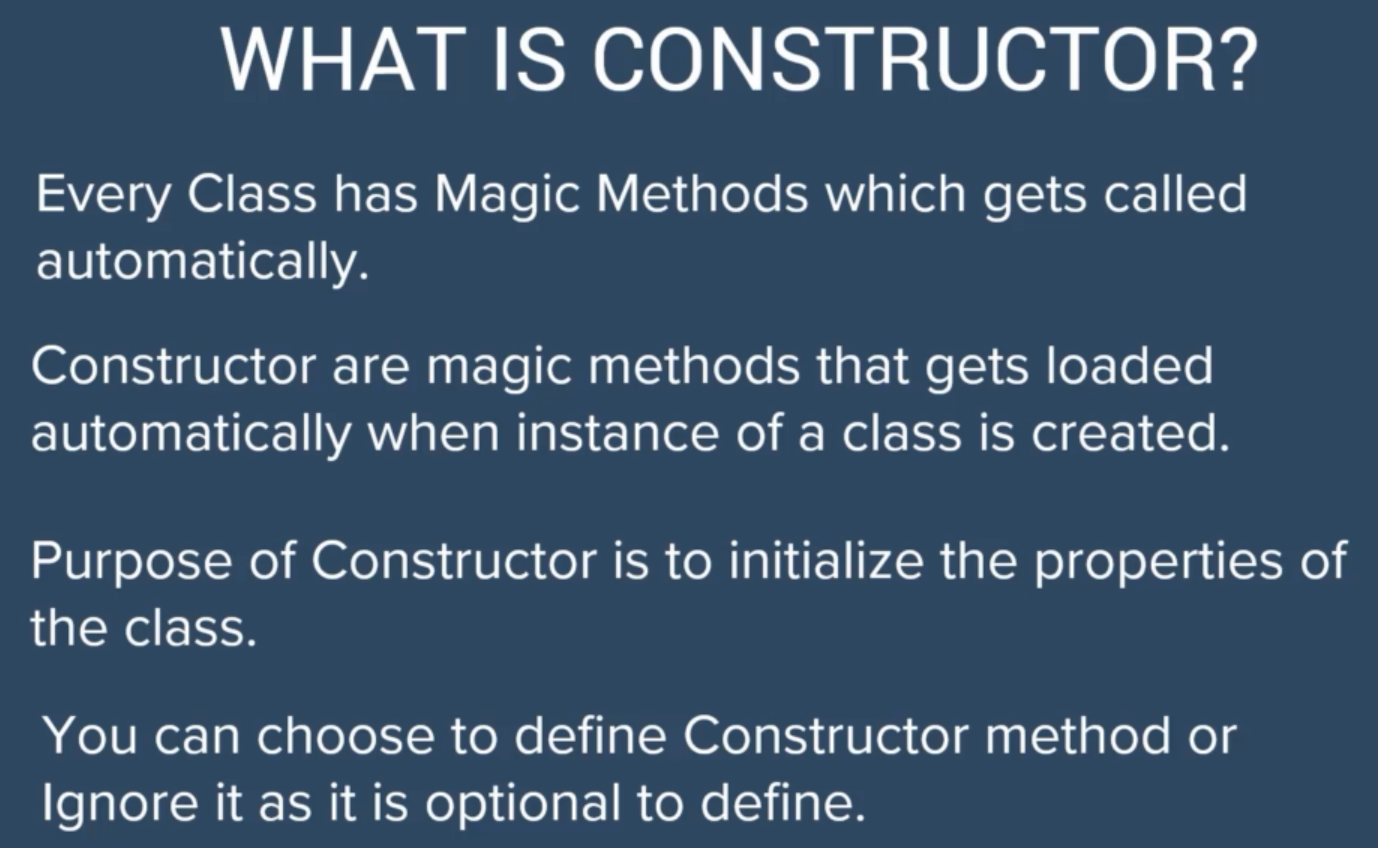 WHAT IS CONSTRUCTOR?
Every Class has Magic Methods which gets called
automatically.
Constructor are magic methods that gets loaded
automatically when instance of a class is created.
Purpose of Constructor is to initialize the properties of
the class.
You can choose to define Constructor method or
Ignore it as it is optional to define.